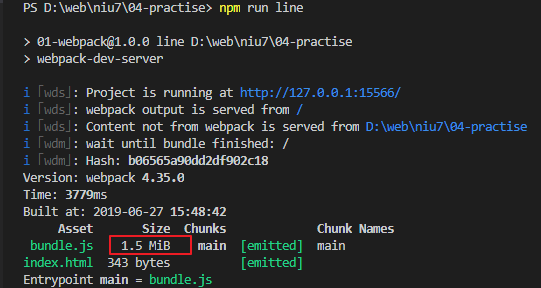 PS D:\web\niu7\04-practise> npm run line
> 01-webpack@1.0.0 line D:\web\niu7\04-practise
> webpack-dev-server
i ｢wds｣: Project is running at http://127.0.0.1:15566/
i ｢wds｣: webpack output is served from /
i ｢wds｣: Content not from webpack is served from D:\web\niu7\04-practise
i ｢wdm｣: wait until bundle finished: /
i ｢wdm｣: Hash: b06565a90dd2df902c18
Version: webpack 4.35.0
Time: 3779ms
Built at: 2019-06-27 15:48:42
Asset Size Chunks Chunk Names
bundle.js 1.5 MiB main [emitted] main
index.html 343 bytes [emitted]
Entrypoint main = bundle.js